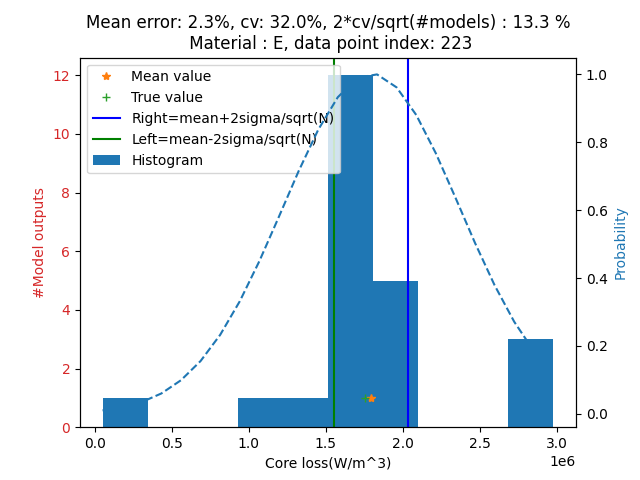 Mean error: 2.3%, cv: 32.0%, 2*cv/sqrt(#models) : 13.3 %
Material : E, data point index: 223
Mean value
True value
Right=mean+2sigma/sqrt(N)
Left=mean-2sigma/sqrt(N)
Histogram
#Model outputs
12
10
8
6
4
2
0
Probability
1.0
0.8
0.6
0.4
0.2
0.0
0.0 0.5 1.0 1.5 2.0 2.5 3.0
1e6
Core loss(W/m^3)